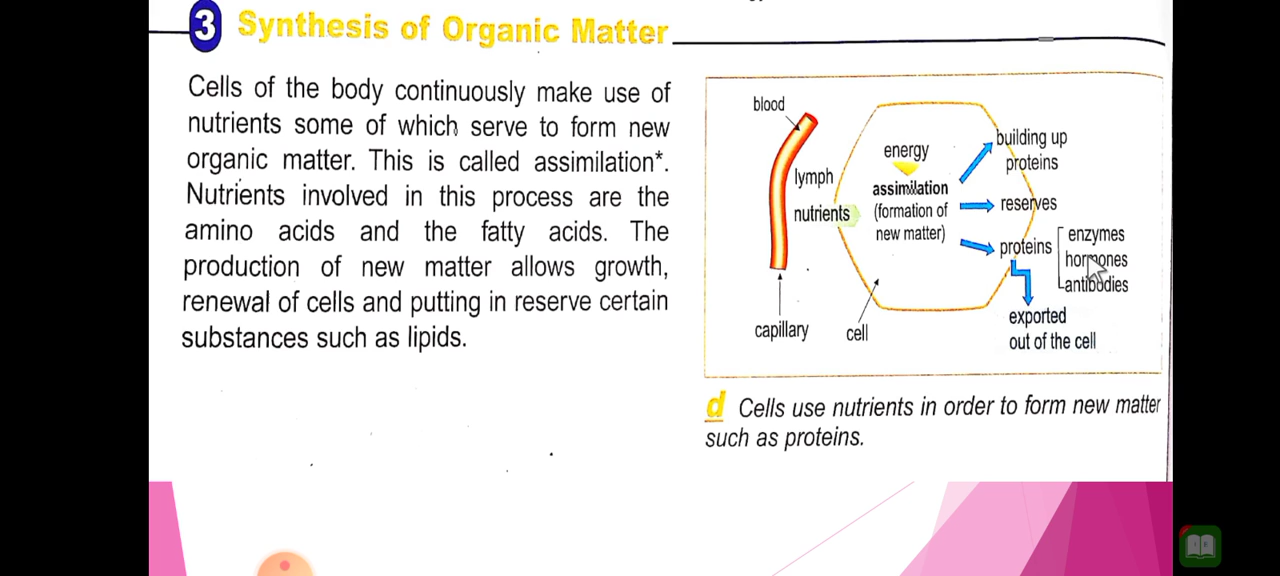 3 Synthesis of Organic Matter
Cells of the body continuously make use of
nutrients some of which serve to form new
organic matter. This is called assimilation*.
Nutrients involved in this process are the
amino acids and the fatty acids. The
production of new matter allows growth,
renewal of cells and putting in reserve certain
substances such as lipids.
blood
lymph
nutrients
capillary
cell
energy
assimilation
(formation of
new matter)
building up
proteins
reserves
proteins
enzymes
hormones
antibodies
exported
out of the cell
d Cells use nutrients in order to form new matter
such as proteins.